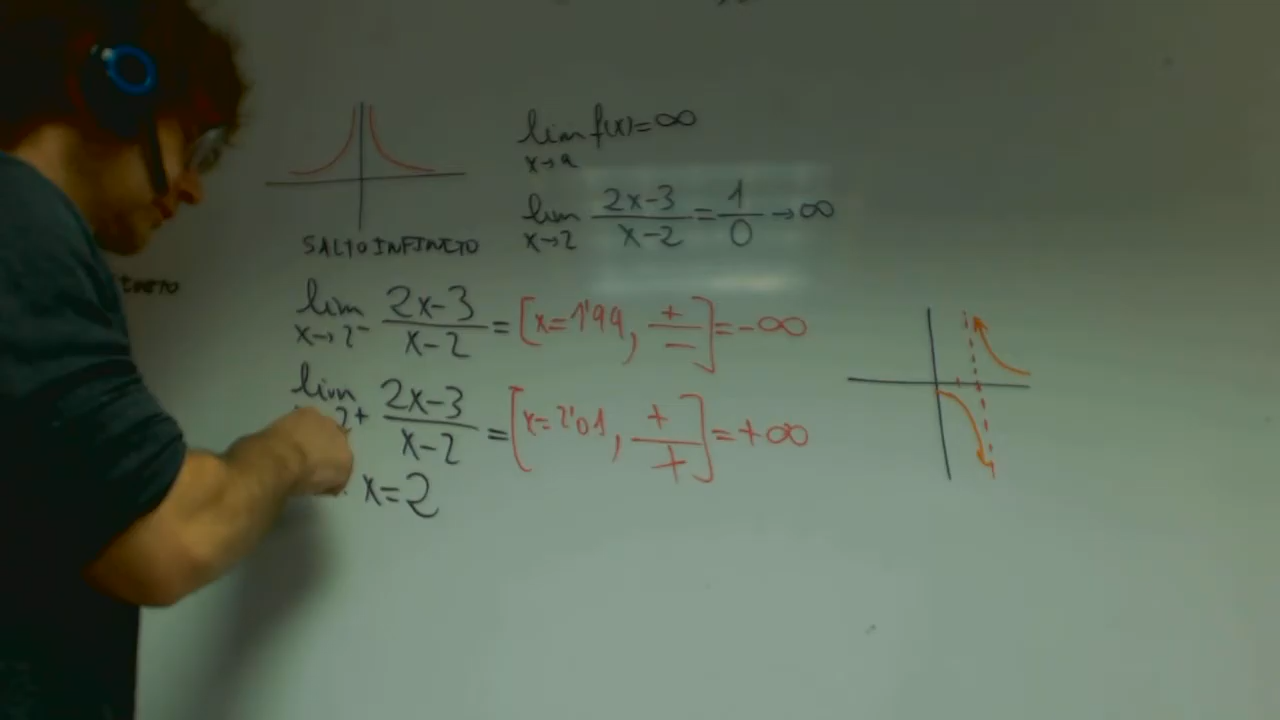 lim f(x)=∞
x→a
lim 2x-3/x-2 = 1/0 → ∞
x→2
SALTO INFINITO
lim 2x-3/x-2 = [x=1'99, +/-] = -∞
x→2⁻
lim 2x-3/x-2 = [x=2'01, +/+] = +∞
2⁺
x=2